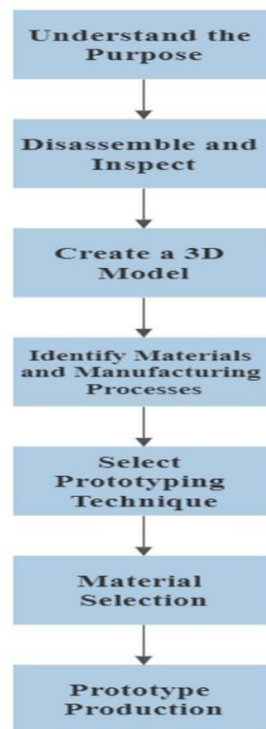 Understand the
Purpose
Disassemble and
Inspect
Create a 3D
Model
Identify Materials
and Manufacturing
Processes
Select
Prototyping
Technique
Material
Selection
Prototype
Production